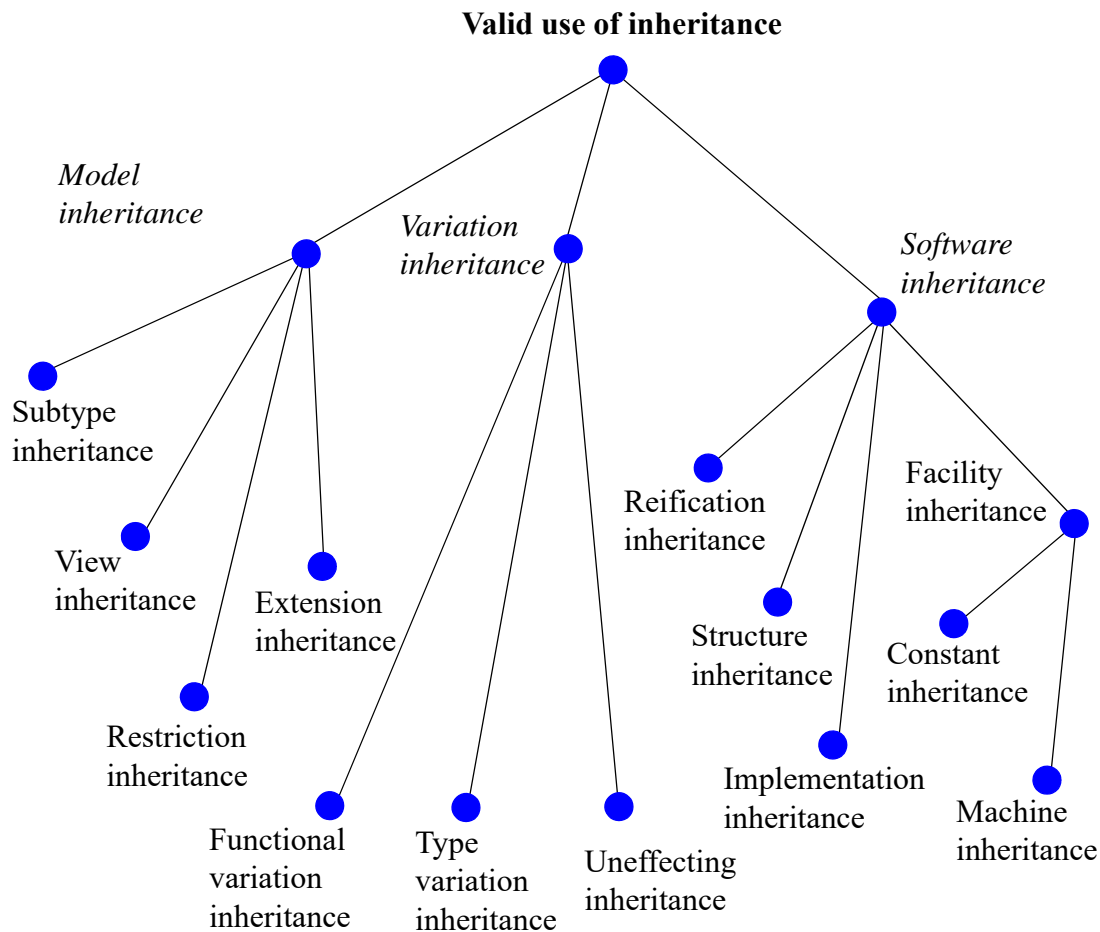 Valid use of inheritance
Model
inheritance
Variation
inheritance
Software
inheritance
Subtype
inheritance
View
inheritance
Extension
inheritance
Restriction
inheritance
Functional
variation
inheritance
Type
variation
inheritance
Uneffecting
inheritance
Reification
inheritance
Facility
inheritance
Structure
inheritance
Constant
inheritance
Implementation
inheritance
Machine
inheritance